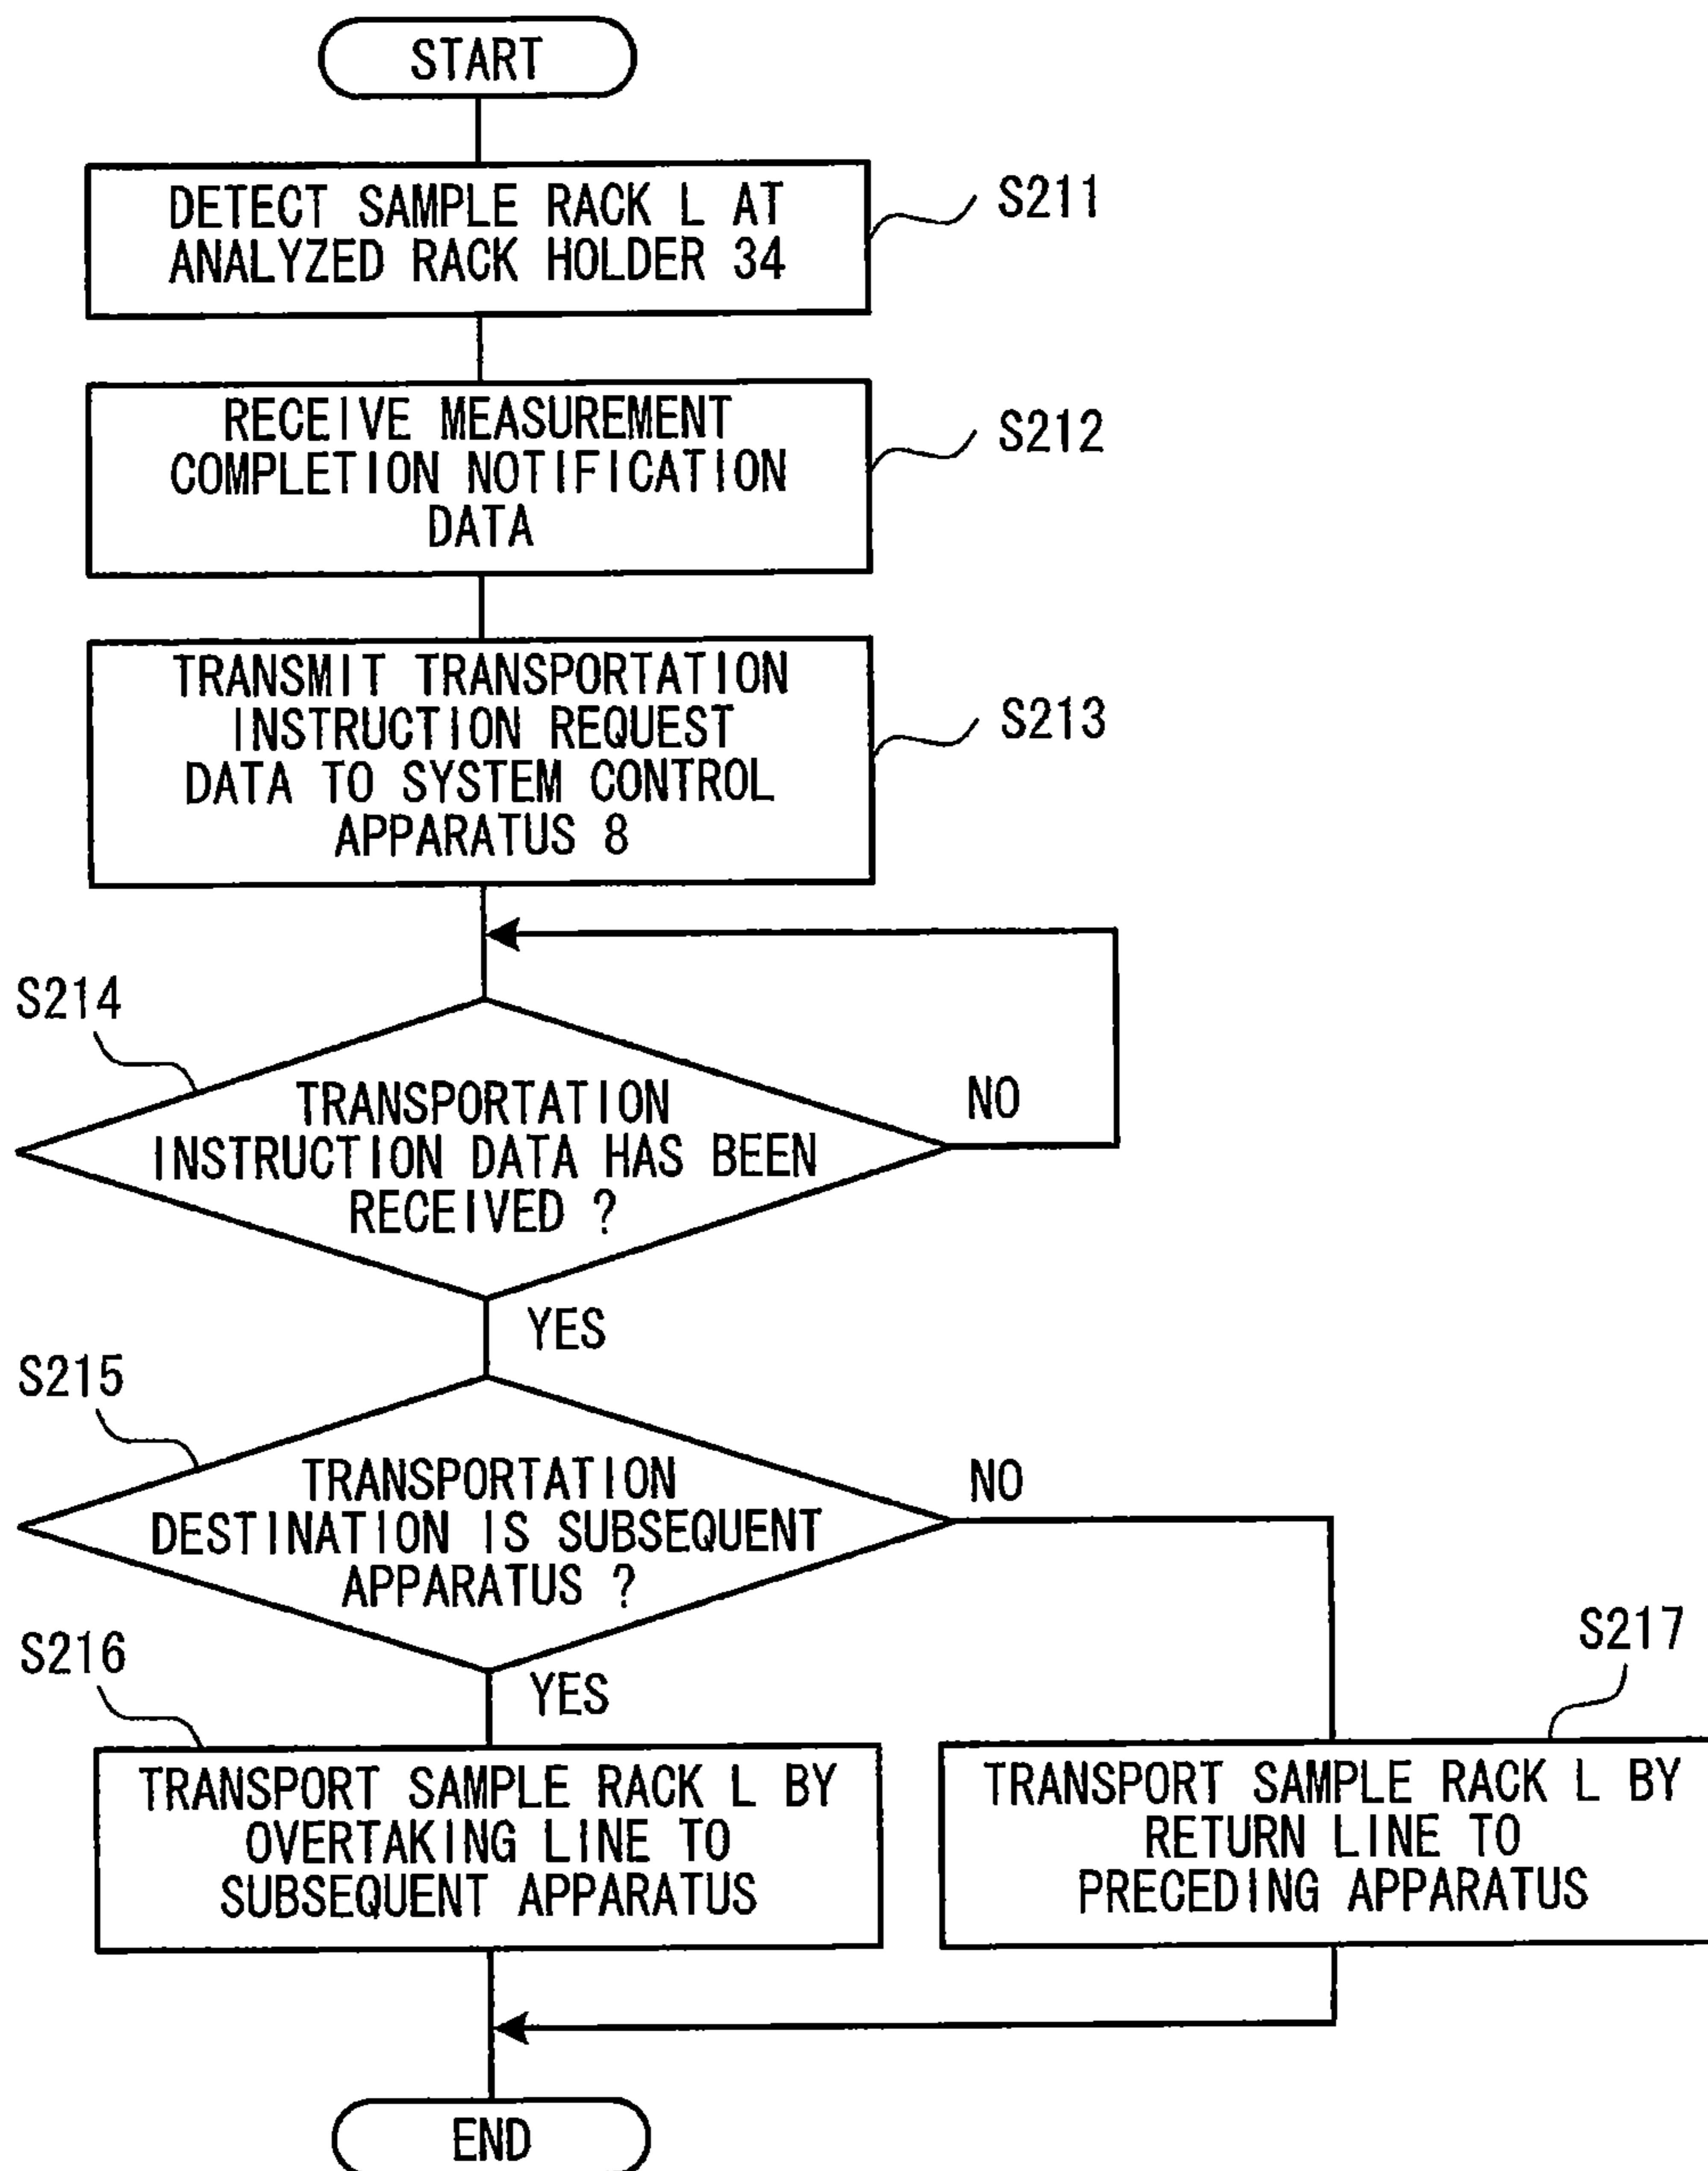 START
DETECT SAMPLE RACK L AT
ANALYZED RACK HOLDER 34
S211
RECEIVE MEASUREMENT
COMPLETION NOTIFICATION
DATA
S212
TRANSMIT TRANSPORTATION
INSTRUCTION REQUEST
DATA TO SYSTEM CONTROL
APPARATUS 8
S213
S214
TRANSPORTATION
INSTRUCTION DATA HAS BEEN
RECEIVED ?
NO
YES
S215
TRANSPORTATION
DESTINATION IS SUBSEQUENT
APPARATUS ?
NO
YES
S216
TRANSPORT SAMPLE RACK L BY
OVERTAKING LINE TO
SUBSEQUENT APPARATUS
S217
TRANSPORT SAMPLE RACK L BY
RETURN LINE TO
PRECEDING APPARATUS
END